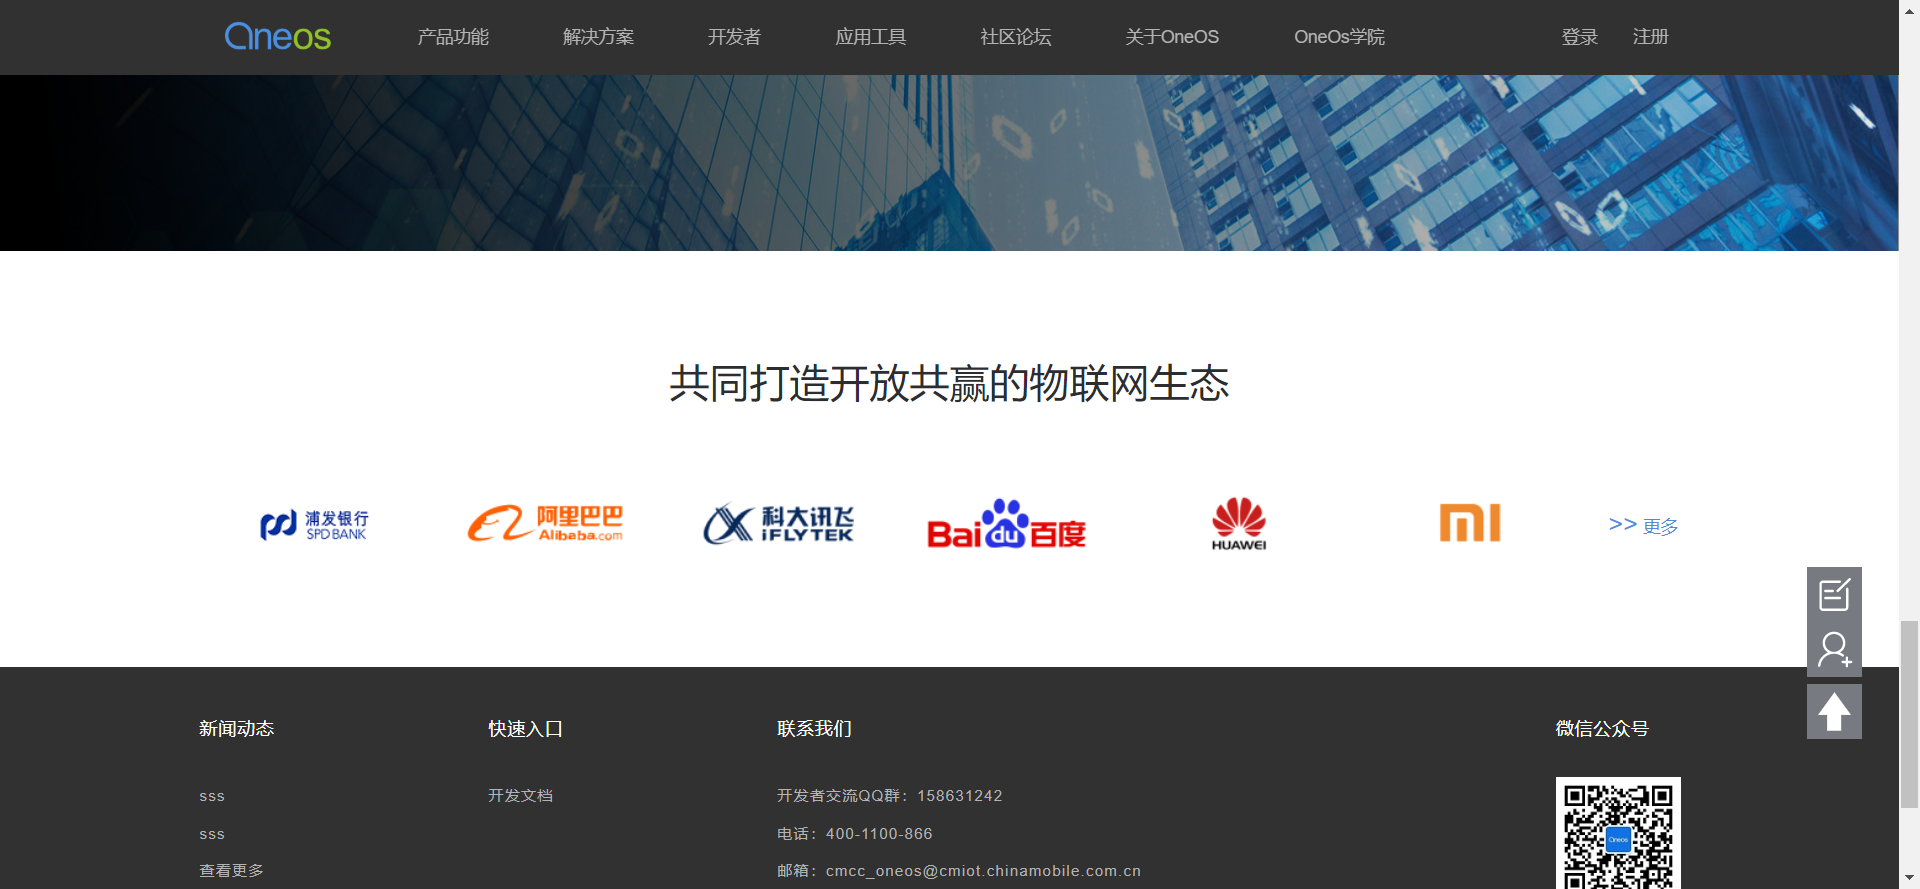 Oneos 产品功能 解决方案 开发者 应用工具 社区论坛 关于OneOS OneOs学院 登录 注册
共同打造开放共赢的物联网生态
浦发银行 阿里巴巴 科大讯飞 Bai du 百度 HUAWEI >> 更多
SPD BANK Alibaba.com iFLYTEK
新闻动态 快速入口 联系我们 微信公众号
sss 开发文档 开发者交流QQ群：158631242
sss 电话：400-1100-866
查看更多 邮箱：cmcc_oneos@cmiot.chinamobile.com.cn
Oneos